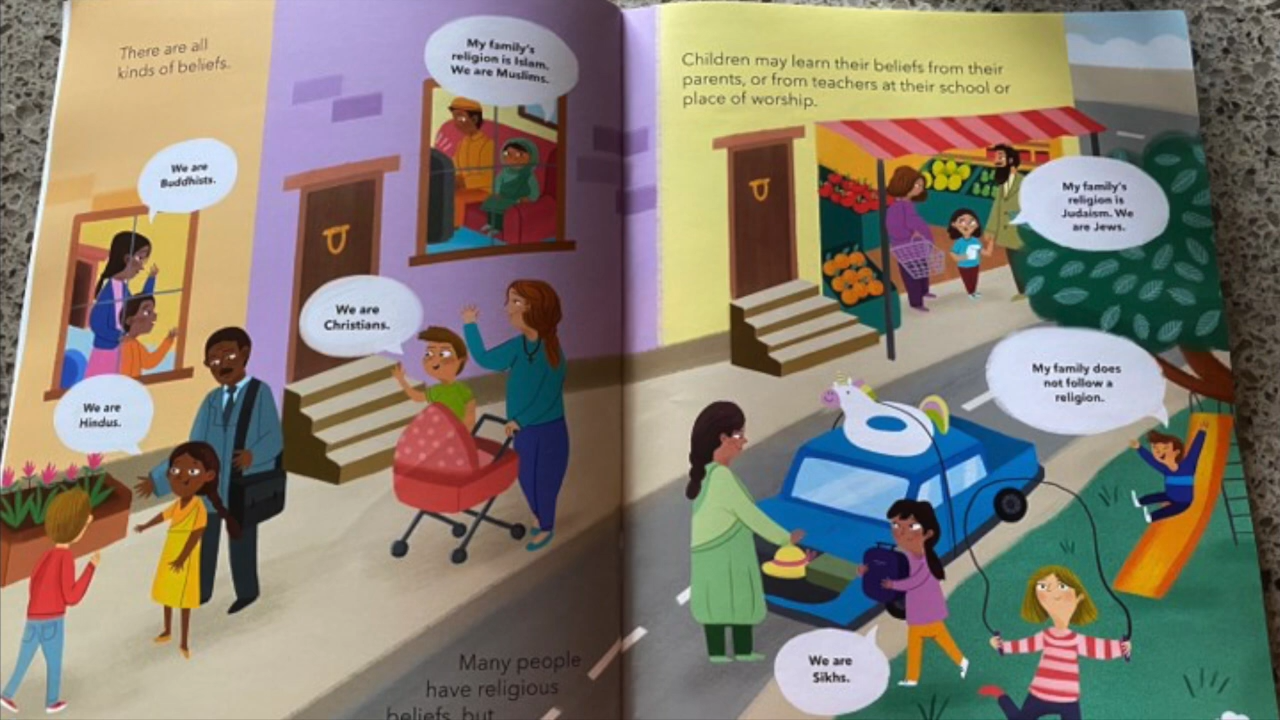 There are all
kinds of beliefs.
My family's
religion is Islam.
We are Muslims.
We are
Buddhists.
We are
Christians.
We are
Hindus.
Many people
have religious
beliefs, but
Children may learn their beliefs from their
parents, or from teachers at their school or
place of worship.
My family's
religion is
Judaism. We
are Jews.
My family does
not follow a
religion.
We are
Sikhs.